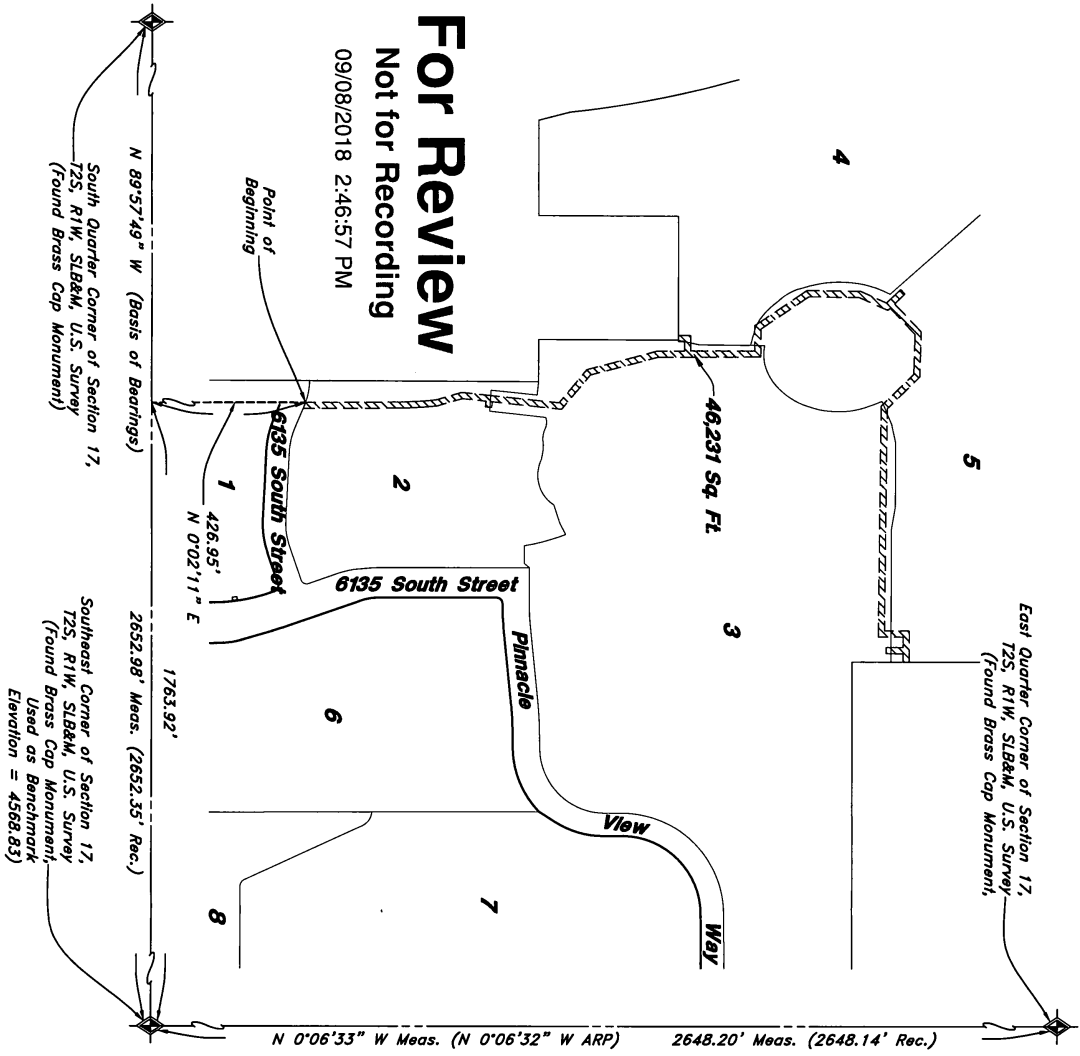 For Review
Not for Recording
09/08/2018 2:46:57 PM
4
5
Point of
Beginning
46,231 Sq. Ft.
East Quarter Corner of Section 17,
T2S, R1W, SLB&M, U.S. Survey
(Found Brass Cap Monument,
3
2
6135 South Street
6135 South Street
Pinnacle
View
Way
1
6
7
8
426.95'
N 0°02'11" E
1763.92'
N 89°57'49" W (Basis of Bearings)
2652.98' Meas. (2652.35' Rec.)
South Quarter Corner of Section 17,
T2S, R1W, SLB&M, U.S. Survey
(Found Brass Cap Monument)
Southeast Corner of Section 17,
T2S, R1W, SLB&M, U.S. Survey
(Found Brass Cap Monument,
Used as Benchmark
Elevation = 4568.83)
N 0°06'33" W Meas. (N 0°06'32" W ARP)
2648.20' Meas. (2648.14' Rec.)